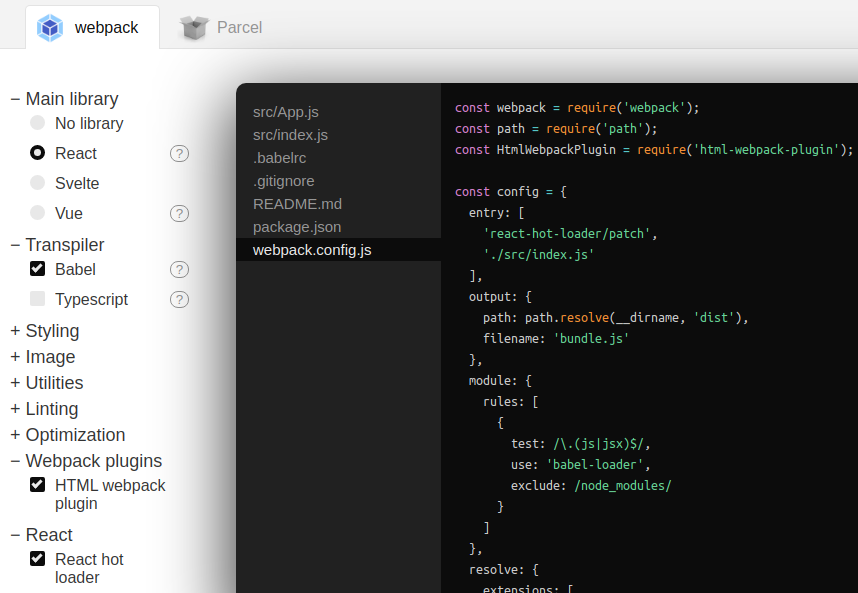 webpack
Parcel
− Main library
No library
React ?
Svelte
Vue ?
− Transpiler
Babel ?
Typescript ?
+ Styling
+ Image
+ Utilities
+ Linting
+ Optimization
− Webpack plugins
HTML webpack
plugin
− React
React hot
loader
src/App.js
src/index.js
.babelrc
.gitignore
README.md
package.json
webpack.config.js
const webpack = require('webpack');
const path = require('path');
const HtmlWebpackPlugin = require('html-webpack-plugin');
const config = {
entry: [
'react-hot-loader/patch',
'./src/index.js'
],
output: {
path: path.resolve(__dirname, 'dist'),
filename: 'bundle.js'
},
module: {
rules: [
{
test: /\.(js|jsx)$/,
use: 'babel-loader',
exclude: /node_modules/
}
]
},
resolve: {
extensions: [